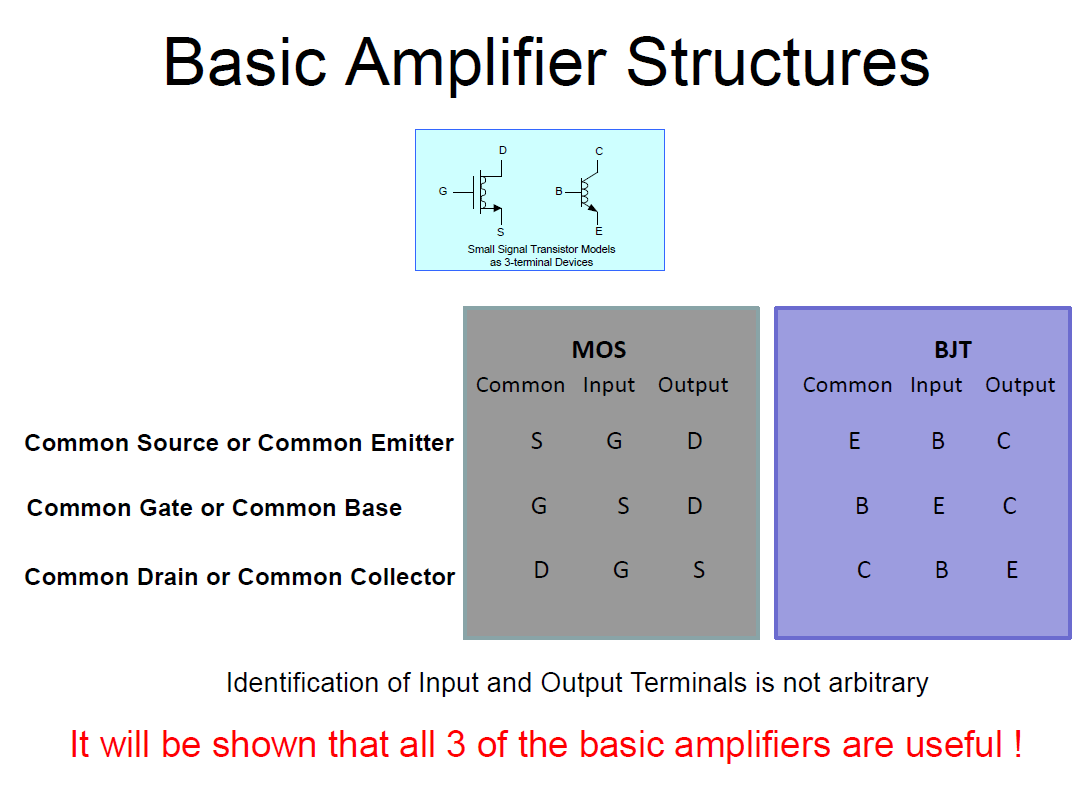 Basic Amplifier Structures
D
C
G
B
S
E
Small Signal Transistor Models
as 3-terminal Devices
MOS
BJT
Common Input Output
Common Input Output
Common Source or Common Emitter S G D E B C
Common Gate or Common Base G S D B E C
Common Drain or Common Collector D G S C B E
Identification of Input and Output Terminals is not arbitrary
It will be shown that all 3 of the basic amplifiers are useful !